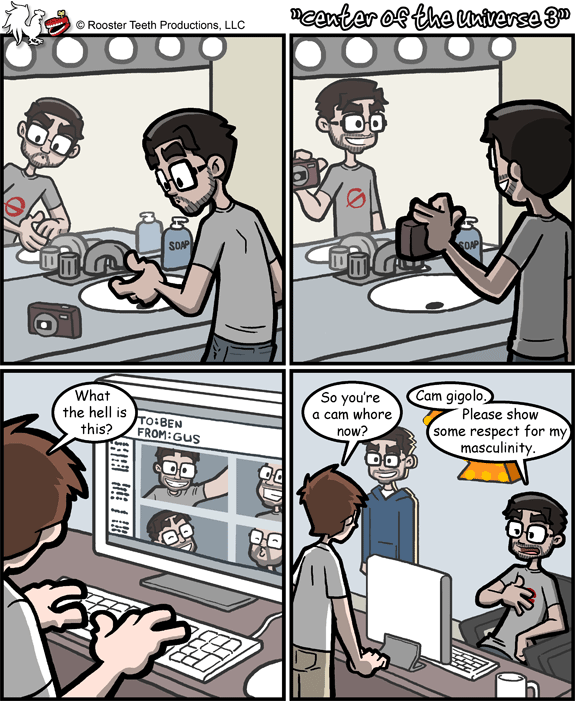 © Rooster Teeth Productions, LLC
"Center of the Universe 3"
SOAP
SOAP
What
the hell is
this?
TO:BEN
FROM:GUS
So you're
a cam whore
now?
Cam gigolo.
Please show
some respect for my
masculinity.